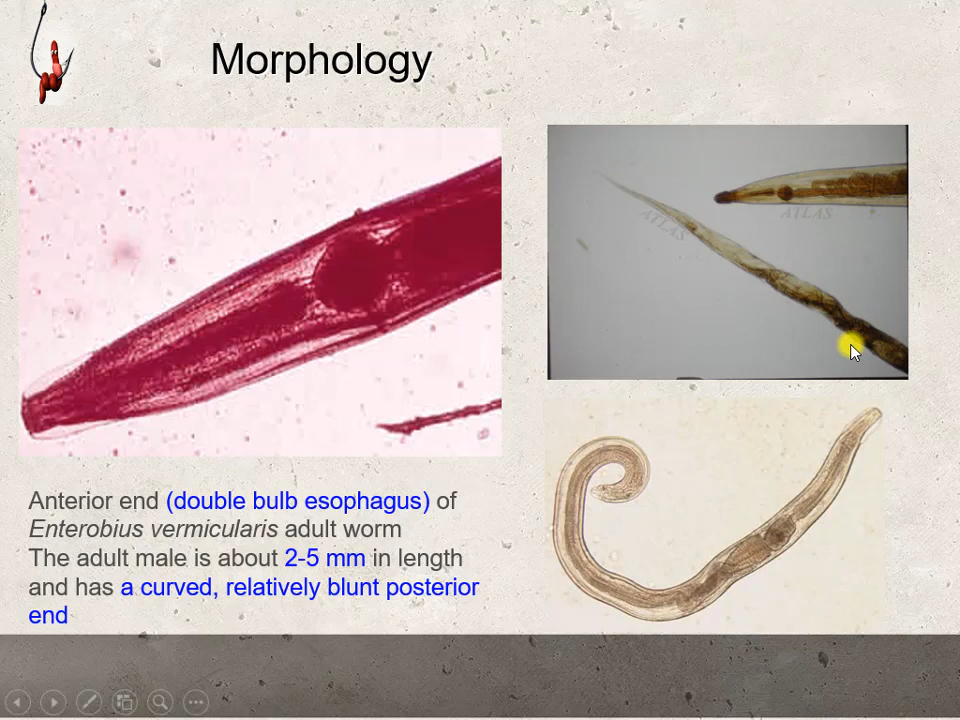 Morphology
ATLAS
ATLAS
Anterior end (double bulb esophagus) of
Enterobius vermicularis adult worm
The adult male is about 2-5 mm in length
and has a curved, relatively blunt posterior
end